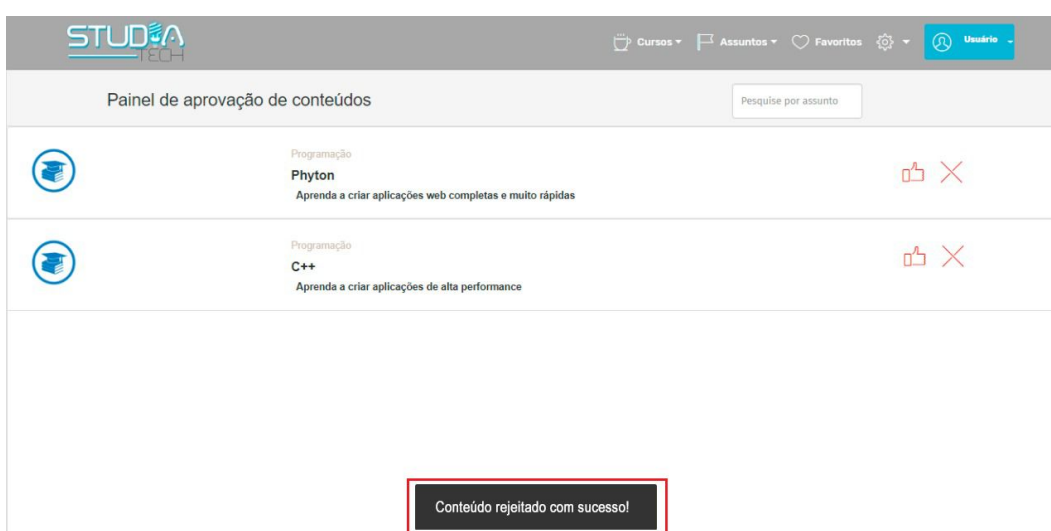 STUDIA
TECH
Cursos
Assuntos
Favoritos
Usuário
Painel de aprovação de conteúdos
Pesquise por assunto
Programação
Phyton
Aprenda a criar aplicações web completas e muito rápidas
Programação
C++
Aprenda a criar aplicações de alta performance
Conteúdo rejeitado com sucesso!